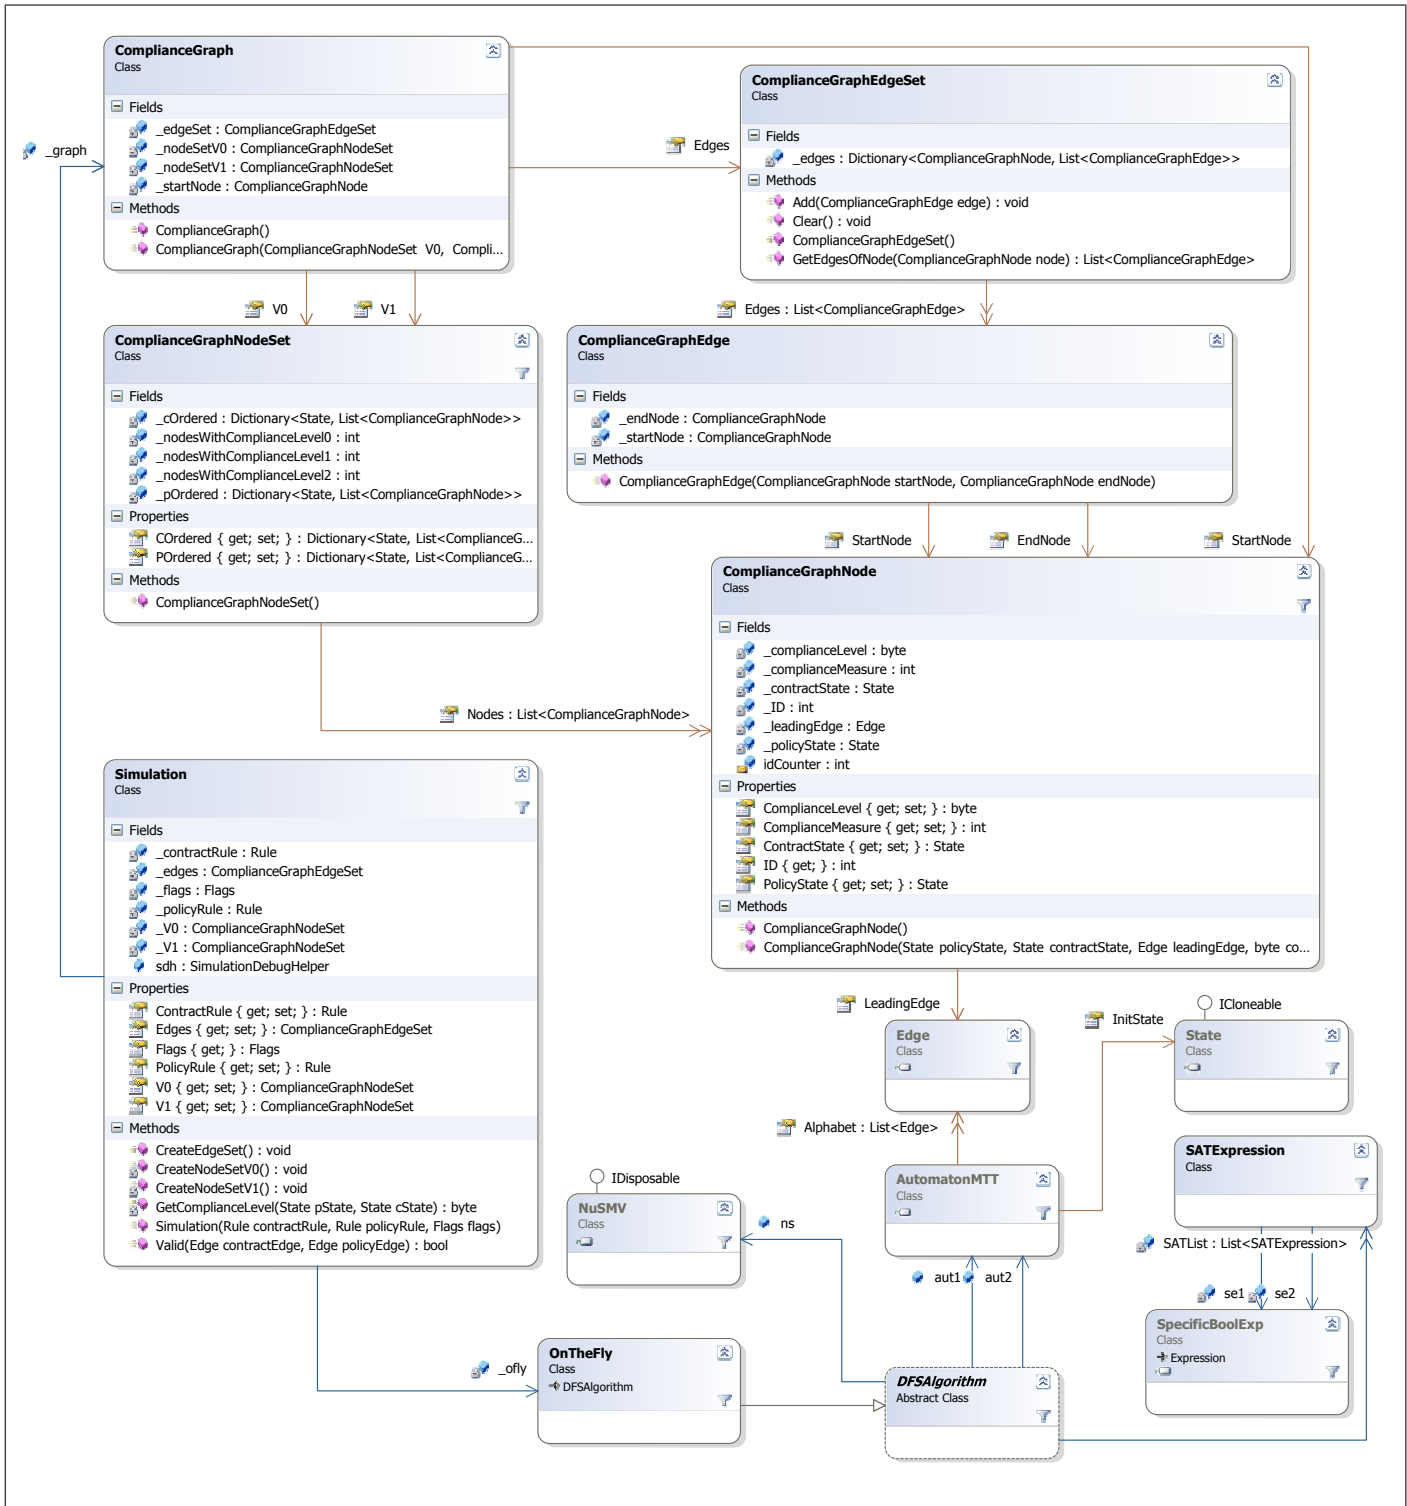 ComplianceGraph
Class
Fields
_edgeSet : ComplianceGraphEdgeSet
_nodeSetV0 : ComplianceGraphNodeSet
_nodeSetV1 : ComplianceGraphNodeSet
_startNode : ComplianceGraphNode
Methods
ComplianceGraph()
ComplianceGraph(ComplianceGraphNodeSet V0, Compli...
_graph
Edges
ComplianceGraphEdgeSet
Class
Fields
_edges : Dictionary<ComplianceGraphNode, List<ComplianceGraphEdge>>
Methods
Add(ComplianceGraphEdge edge) : void
Clear() : void
ComplianceGraphEdgeSet()
GetEdgesOfNode(ComplianceGraphNode node) : List<ComplianceGraphEdge>
V0
V1
Edges : List<ComplianceGraphEdge>
ComplianceGraphNodeSet
Class
Fields
_cOrdered : Dictionary<State, List<ComplianceGraphNode>>
_nodesWithComplianceLevel0 : int
_nodesWithComplianceLevel1 : int
_nodesWithComplianceLevel2 : int
_pOrdered : Dictionary<State, List<ComplianceGraphNode>>
Properties
COrdered { get; set; } : Dictionary<State, List<ComplianceG...
POrdered { get; set; } : Dictionary<State, List<ComplianceG...
Methods
ComplianceGraphNodeSet()
ComplianceGraphEdge
Class
Fields
_endNode : ComplianceGraphNode
_startNode : ComplianceGraphNode
Methods
ComplianceGraphEdge(ComplianceGraphNode startNode, ComplianceGraphNode endNode)
StartNode
EndNode
StartNode
Nodes : List<ComplianceGraphNode>
ComplianceGraphNode
Class
Fields
_complianceLevel : byte
_complianceMeasure : int
_contractState : State
_ID : int
_leadingEdge : Edge
_policyState : State
idCounter : int
Properties
ComplianceLevel { get; set; } : byte
ComplianceMeasure { get; set; } : int
ContractState { get; set; } : State
ID { get; } : int
PolicyState { get; set; } : State
Methods
ComplianceGraphNode()
ComplianceGraphNode(State policyState, State contractState, Edge leadingEdge, byte co...
Simulation
Class
Fields
_contractRule : Rule
_edges : ComplianceGraphEdgeSet
_flags : Flags
_policyRule : Rule
_V0 : ComplianceGraphNodeSet
_V1 : ComplianceGraphNodeSet
sdh : SimulationDebugHelper
Properties
ContractRule { get; set; } : Rule
Edges { get; set; } : ComplianceGraphEdgeSet
Flags { get; } : Flags
PolicyRule { get; set; } : Rule
V0 { get; set; } : ComplianceGraphNodeSet
V1 { get; set; } : ComplianceGraphNodeSet
Methods
CreateEdgeSet() : void
CreateNodeSetV0() : void
CreateNodeSetV1() : void
GetComplianceLevel(State pState, State cState) : byte
Simulation(Rule contractRule, Rule policyRule, Flags flags)
Valid(Edge contractEdge, Edge policyEdge) : bool
LeadingEdge
Edge
Class
InitState
ICloneable
State
Class
Alphabet : List<Edge>
AutomatonMTT
Class
SATExpression
Class
IDisposable
NuSMV
Class
ns
aut1
aut2
SATList : List<SATExpression>
se1
se2
SpecificBoolExp
Class
Expression
_ofly
OnTheFly
Class
DFSAlgorithm
DFSAlgorithm
Abstract Class